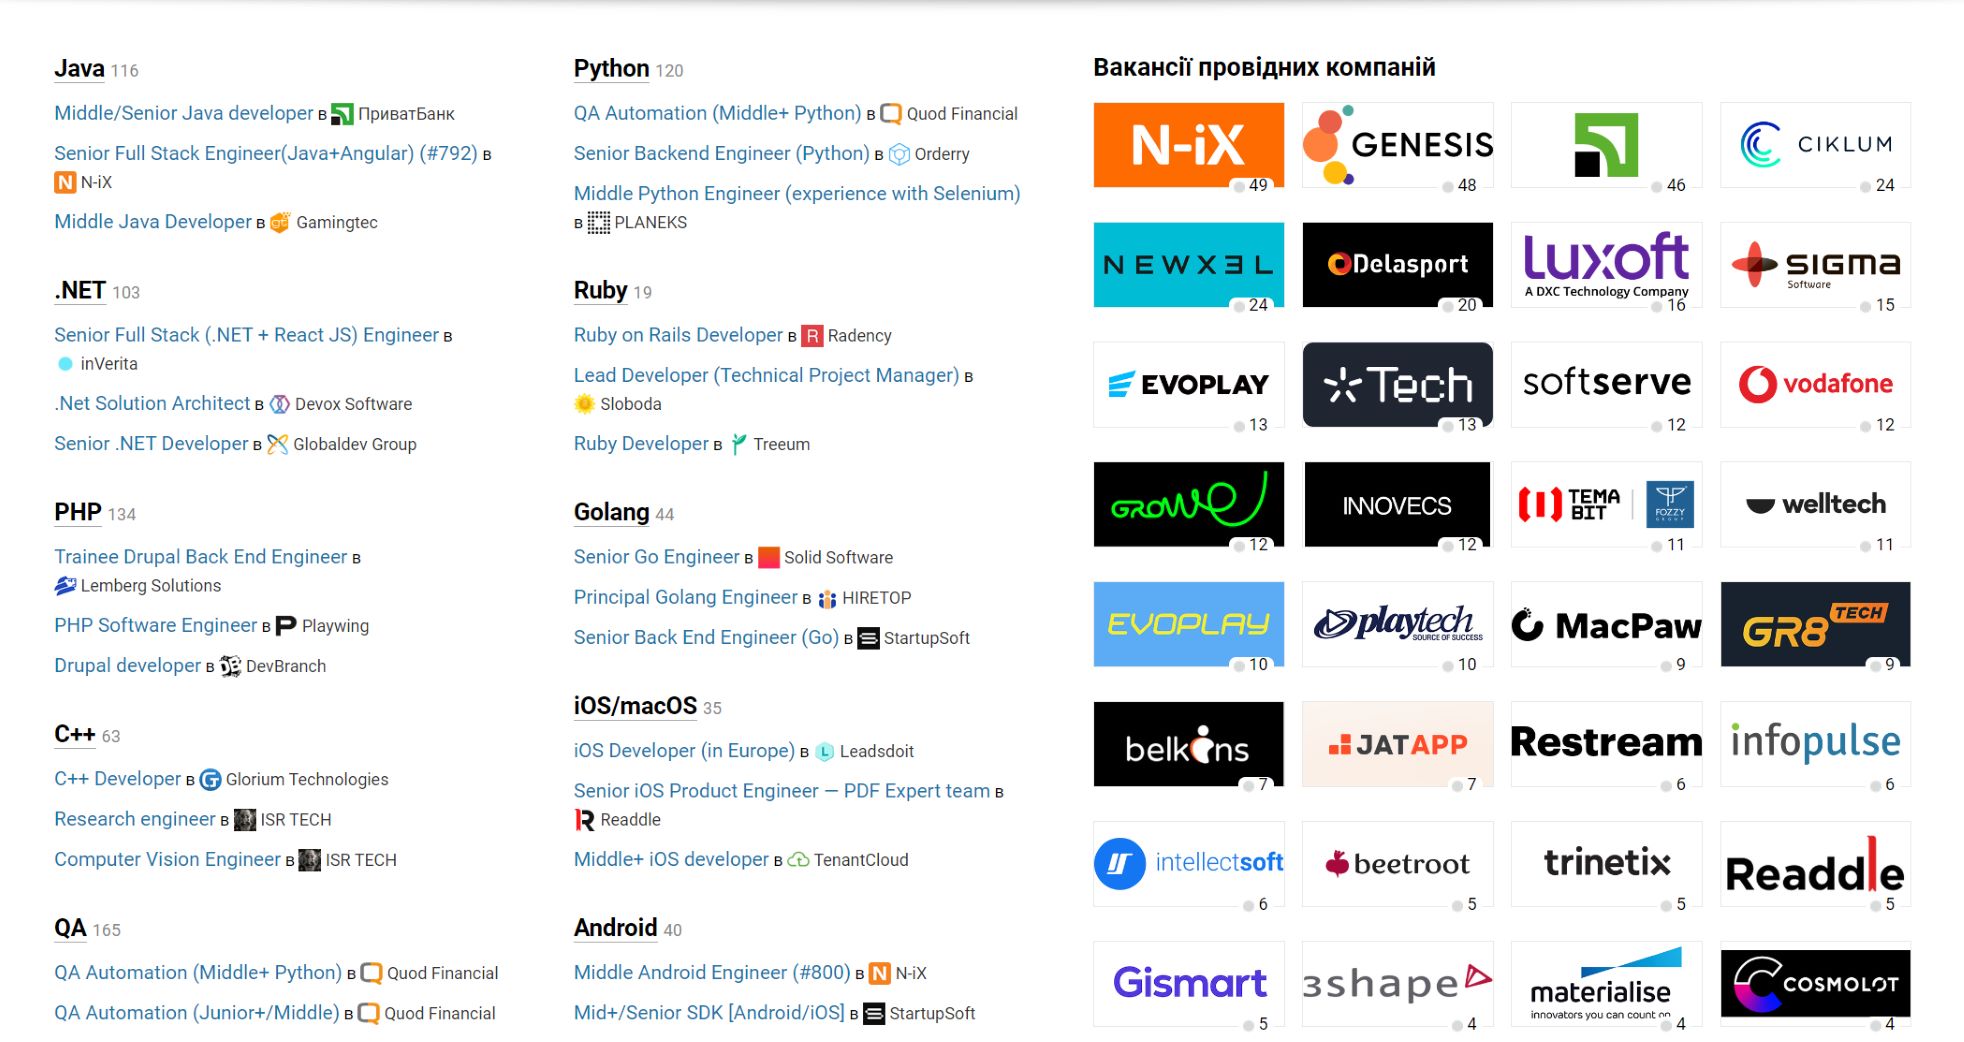 Java 116
Middle/Senior Java developer в ПриватБанк
Senior Full Stack Engineer(Java+Angular) (#792) в
N-iX
Middle Java Developer в Gamingtec
.NET 103
Senior Full Stack (.NET + React JS) Engineer в
inVerita
.Net Solution Architect в Devox Software
Senior .NET Developer в Globaldev Group
PHP 134
Trainee Drupal Back End Engineer в
Lemberg Solutions
PHP Software Engineer в Playwing
Drupal developer в DevBranch
C++ 63
C++ Developer в Glorium Technologies
Research engineer в ISR TECH
Computer Vision Engineer в ISR TECH
QA 165
QA Automation (Middle+ Python) в Quod Financial
QA Automation (Junior+/Middle) в Quod Financial
Python 120
QA Automation (Middle+ Python) в Quod Financial
Senior Backend Engineer (Python) в Orderry
Middle Python Engineer (experience with Selenium)
в PLANEKS
Ruby 19
Ruby on Rails Developer в Radency
Lead Developer (Technical Project Manager) в
Sloboda
Ruby Developer в Treeum
Golang 44
Senior Go Engineer в Solid Software
Principal Golang Engineer в HIRETOP
Senior Back End Engineer (Go) в StartupSoft
iOS/macOS 35
iOS Developer (in Europe) в Leadsdoit
Senior iOS Product Engineer — PDF Expert team в
Readdle
Middle+ iOS developer в TenantCloud
Android 40
Middle Android Engineer (#800) в N-iX
Mid+/Senior SDK [Android/iOS] в StartupSoft
Вакансії провідних компаній
N-iX 49
GENESIS 48
46
CIKLUM 24
NEWXEL 24
Delasport 20
Luxoft
A DXC Technology Company
16
SIGMA
Software
15
EVOPLAY 13
Tech 13
softserve 12
vodafone 12
GROWE 12
INNOVECS 12
TEMA
BIT
FOZZY
GROUP
11
welltech 11
EVOPLAY 10
playtech
SOURCE OF SUCCESS
10
MacPaw 9
GR8 TECH 9
belkins 7
JATAPP 7
Restream 6
infopulse 6
intellectsoft 6
beetroot 5
trinetix 5
Readdle 5
Gismart 5
3shape 4
materialise
innovators you can count on
4
COSMOLOT 4